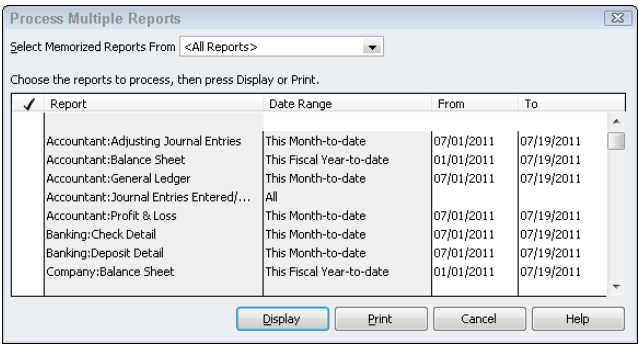 Process Multiple Reports
Select Memorized Reports From <All Reports>
Choose the reports to process, then press Display or Print.
✓ Report Date Range From To
Accountant:Adjusting Journal Entries This Month-to-date 07/01/2011 07/19/2011
Accountant:Balance Sheet This Fiscal Year-to-date 01/01/2011 07/19/2011
Accountant:General Ledger This Month-to-date 07/01/2011 07/19/2011
Accountant:Journal Entries Entered/... All
Accountant:Profit & Loss This Month-to-date 07/01/2011 07/19/2011
Banking:Check Detail This Month-to-date 07/01/2011 07/19/2011
Banking:Deposit Detail This Month-to-date 07/01/2011 07/19/2011
Company:Balance Sheet This Fiscal Year-to-date 01/01/2011 07/19/2011
Display Print Cancel Help